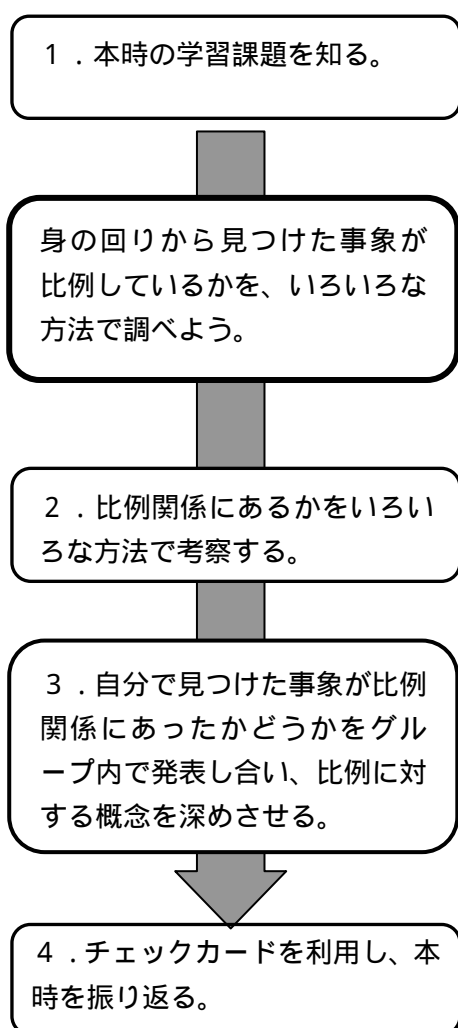 １．本時の学習課題を知る。
身の回りから見つけた事象が
比例しているかを、いろいろな
方法で調べよう。
２．比例関係にあるかをいろい
ろな方法で考察する。
３．自分で見つけた事象が比例
関係にあったかどうかをグル
ープ内で発表し合い、比例に対
する概念を深めさせる。
４．チェックカードを利用し、本
時を振り返る。